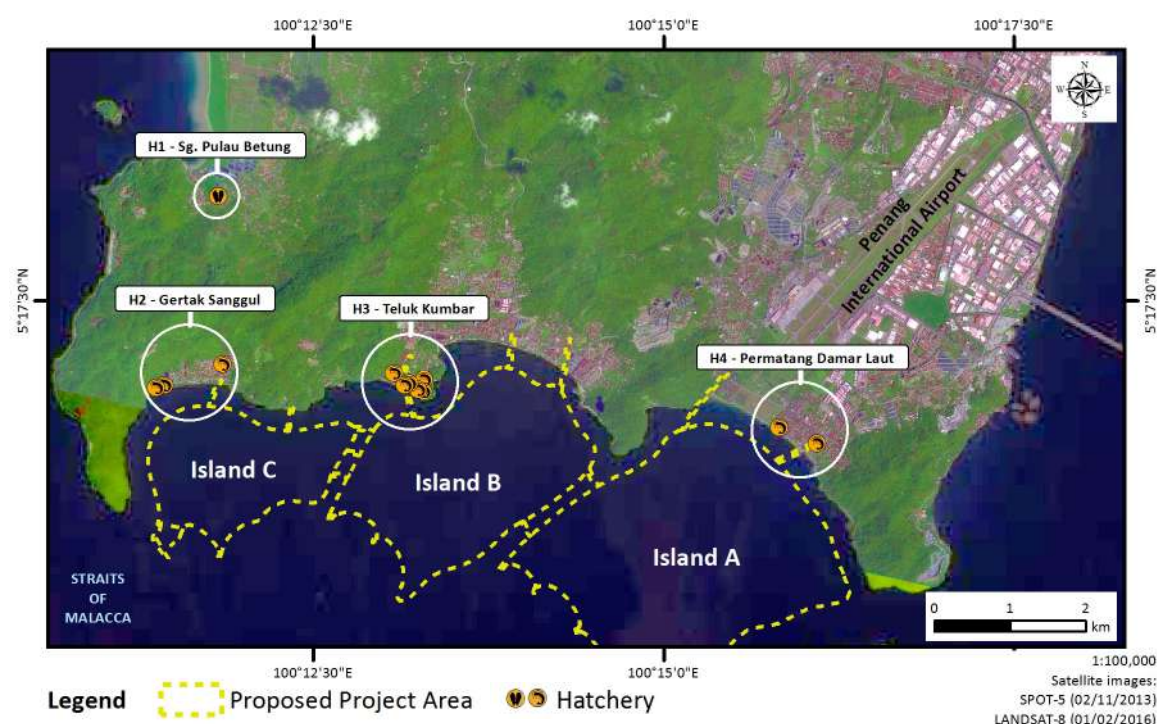 100°12'30"E
100°15'0"E
100°17'30"E
N
W E
S
H1 - Sg. Pulau Betung
Penang
International Airport
5°17'30"N
5°17'30"N
H2 - Gertak Sanggul
H3 - Teluk Kumbar
H4 - Permatang Damar Laut
Island C
Island B
Island A
STRAITS
OF
MALACCA
0 1 2
km
100°12'30"E
100°15'0"E
1:100,000
Satellite images:
SPOT-5 (02/11/2013)
LANDSAT-8 (01/02/2016)
Legend
Proposed Project Area
Hatchery